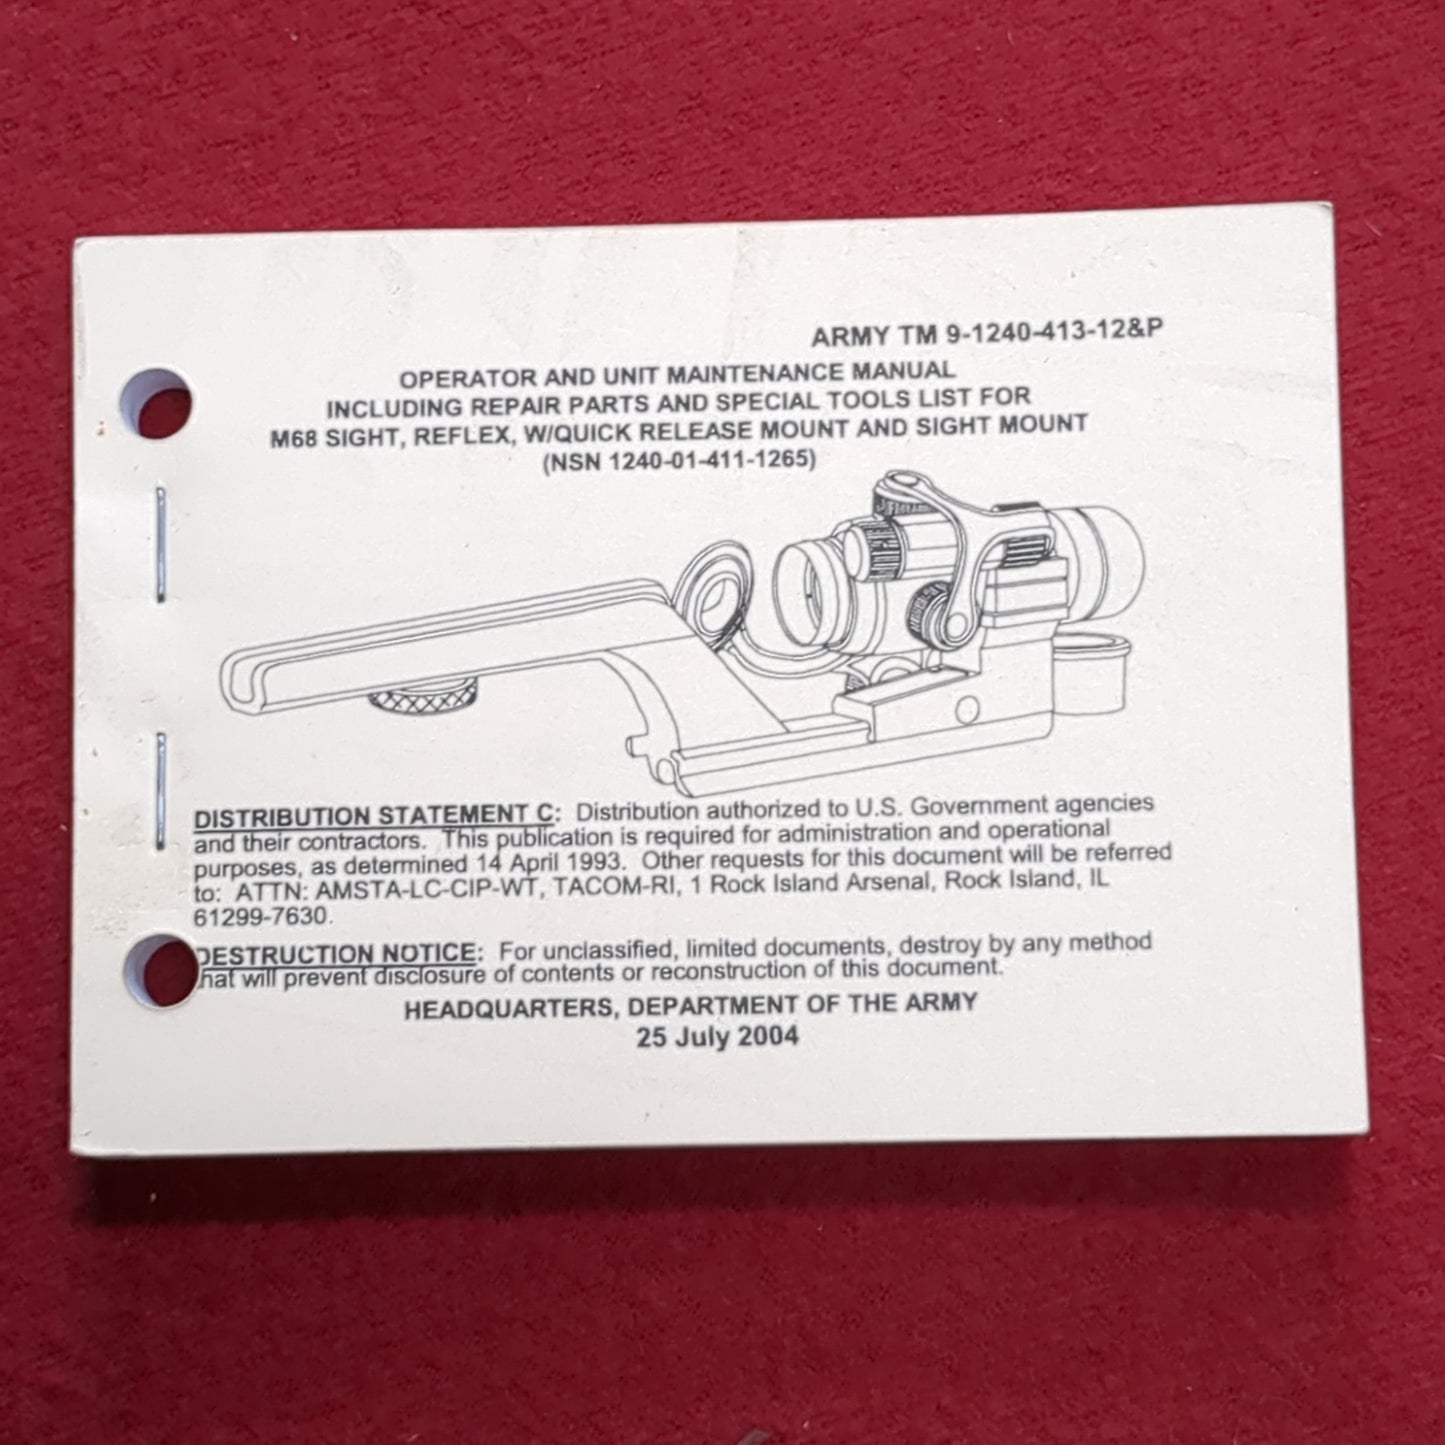 ARMY TM 9-1240-413-12&P
OPERATOR AND UNIT MAINTENANCE MANUAL
INCLUDING REPAIR PARTS AND SPECIAL TOOLS LIST FOR
M68 SIGHT, REFLEX, W/QUICK RELEASE MOUNT AND SIGHT MOUNT
(NSN 1240-01-411-1265)
DISTRIBUTION STATEMENT C: Distribution authorized to U.S. Government agencies
and their contractors. This publication is required for administration and operational
purposes, as determined 14 April 1993. Other requests for this document will be referred
to: ATTN: AMSTA-LC-CIP-WT, TACOM-RI, 1 Rock Island Arsenal, Rock Island, IL
61299-7630.
DESTRUCTION NOTICE: For unclassified, limited documents, destroy by any method
that will prevent disclosure of contents or reconstruction of this document.
HEADQUARTERS, DEPARTMENT OF THE ARMY
25 July 2004